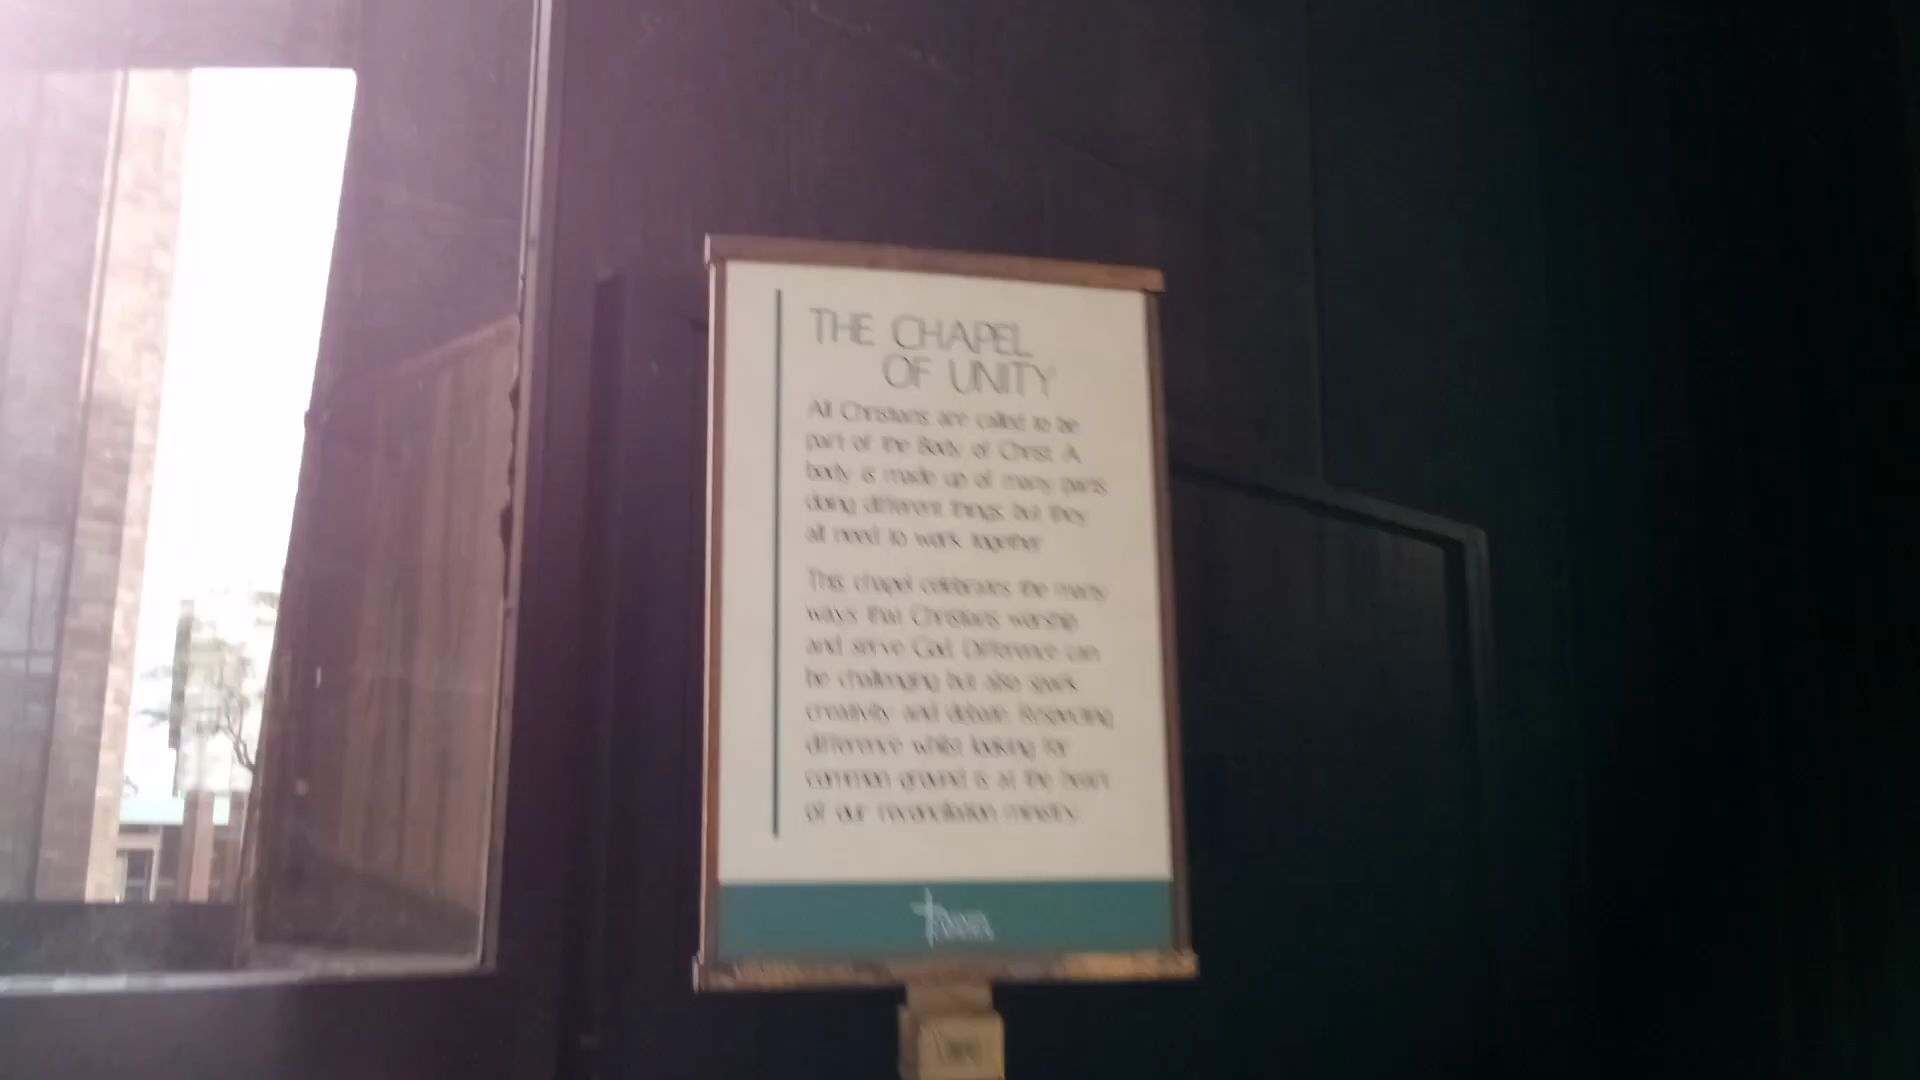 THE CHAPEL
OF UNITY
All Christians are called to be
part of the Body of Christ. A
body is made up of many parts
doing different things, but they
all need to work together.
This chapel celebrates the many
ways that Christians worship
and serve God. Difference can
be challenging but also spark
creativity and debate. Respecting
difference whilst looking for
common ground is at the heart
of our reconciliation ministry.